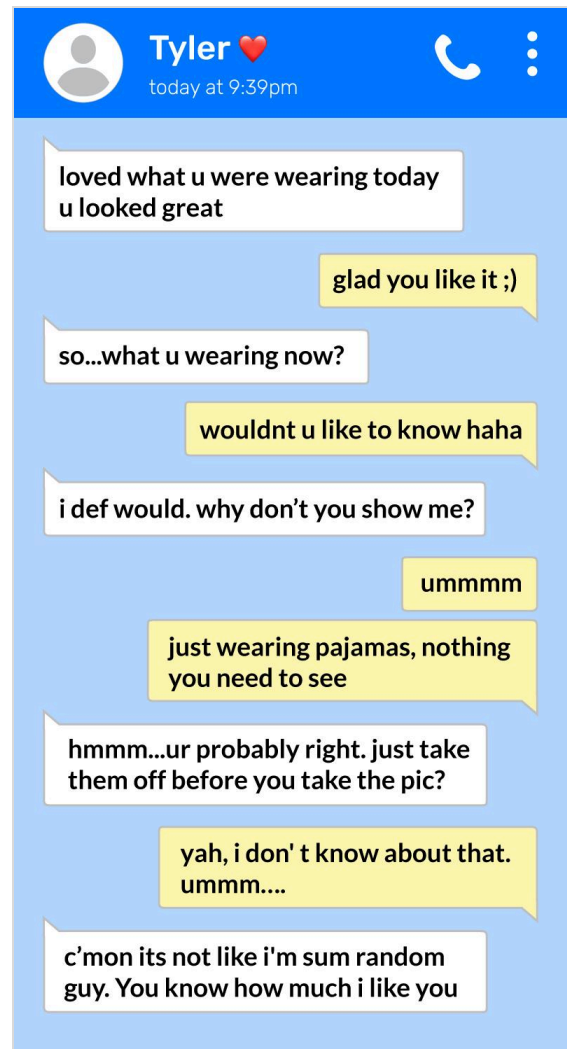 Tyler ❤️
today at 9:39pm
loved what u were wearing today
u looked great
glad you like it ;)
so...what u wearing now?
wouldnt u like to know haha
i def would. why don’t you show me?
ummmm
just wearing pajamas, nothing
you need to see
hmmm...ur probably right. just take
them off before you take the pic?
yah, i don' t know about that.
ummm....
c’mon its not like i'm sum random
guy. You know how much i like you